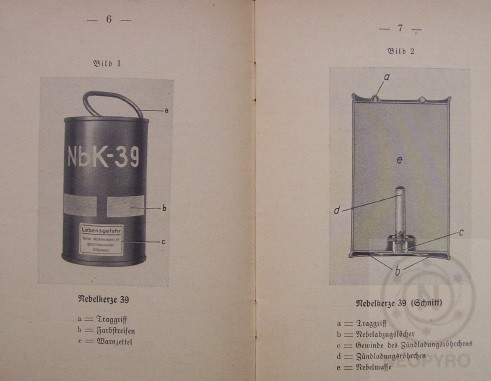 — 6 —
Bild 1
a
NbK-39
b
Lebensgefahr
c
Nebelkerze 39
a = Traggriff
b = Farbstreifen
c = Warnzettel
— 7 —
Bild 2
a
e
d
c
b
Nebelkerze 39 (Schnitt)
a = Traggriff
b = Nebelabzugslöcher
c = Gewinde des Zündladungsröhrchens
d = Zündladungsröhrchen
e = Nebelmasse
N
NEOPYRO